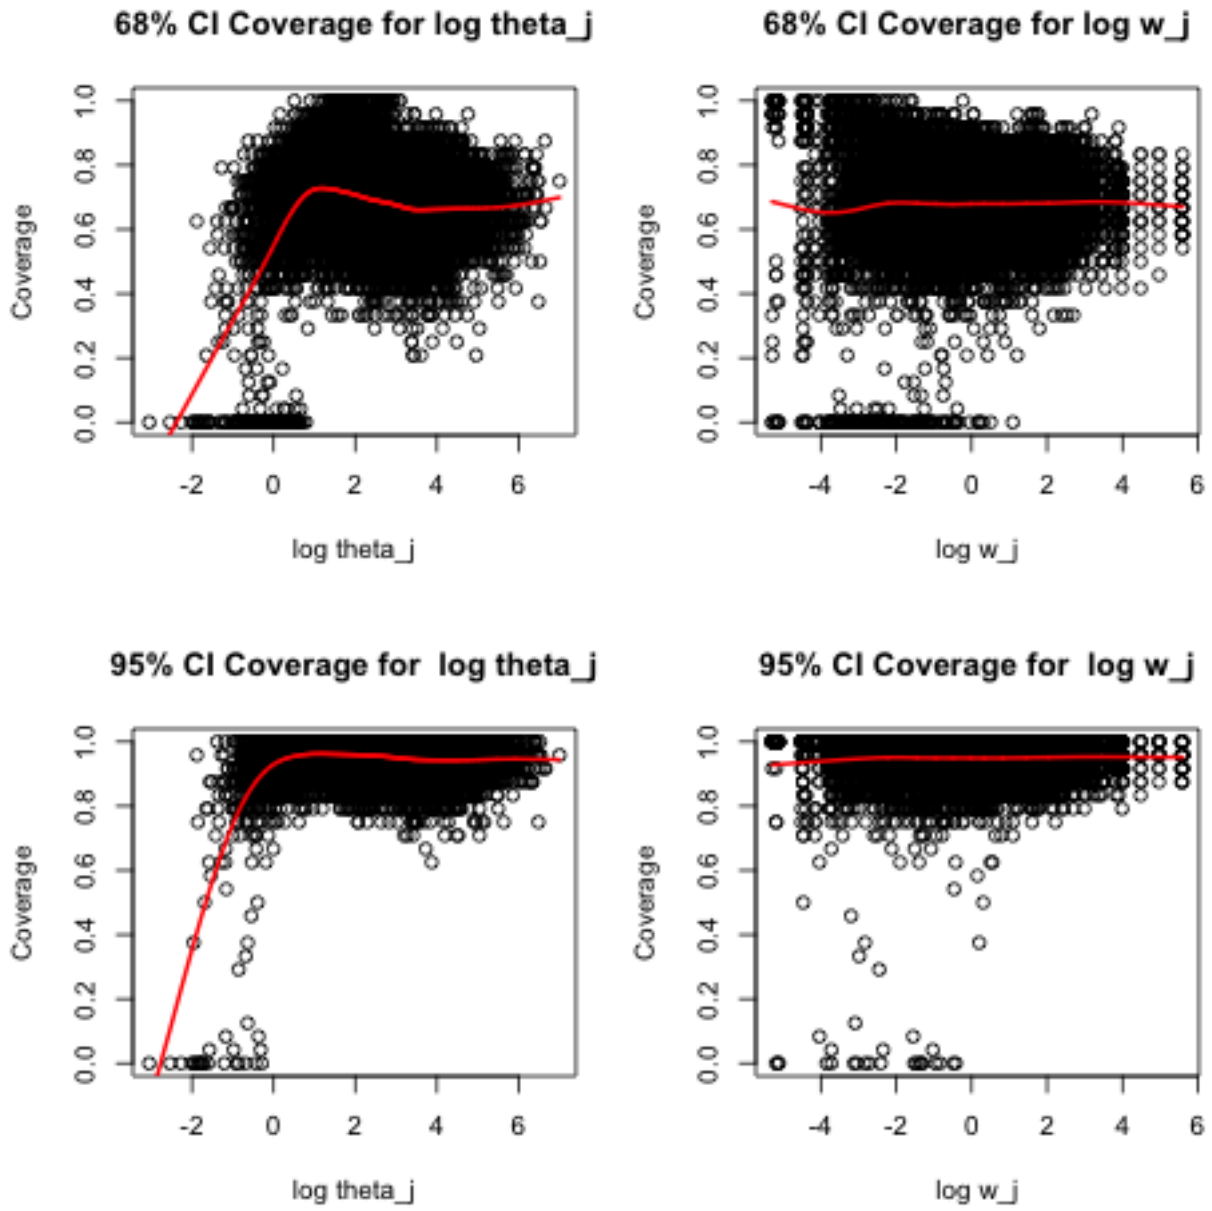 68% CI Coverage for log theta_j
Coverage
0.0 0.2 0.4 0.6 0.8 1.0
-2 0 2 4 6
log theta_j
68% CI Coverage for log w_j
Coverage
0.0 0.2 0.4 0.6 0.8 1.0
-4 -2 0 2 4 6
log w_j
95% CI Coverage for  log theta_j
Coverage
0.0 0.2 0.4 0.6 0.8 1.0
-2 0 2 4 6
log theta_j
95% CI Coverage for  log w_j
Coverage
0.0 0.2 0.4 0.6 0.8 1.0
-4 -2 0 2 4 6
log w_j